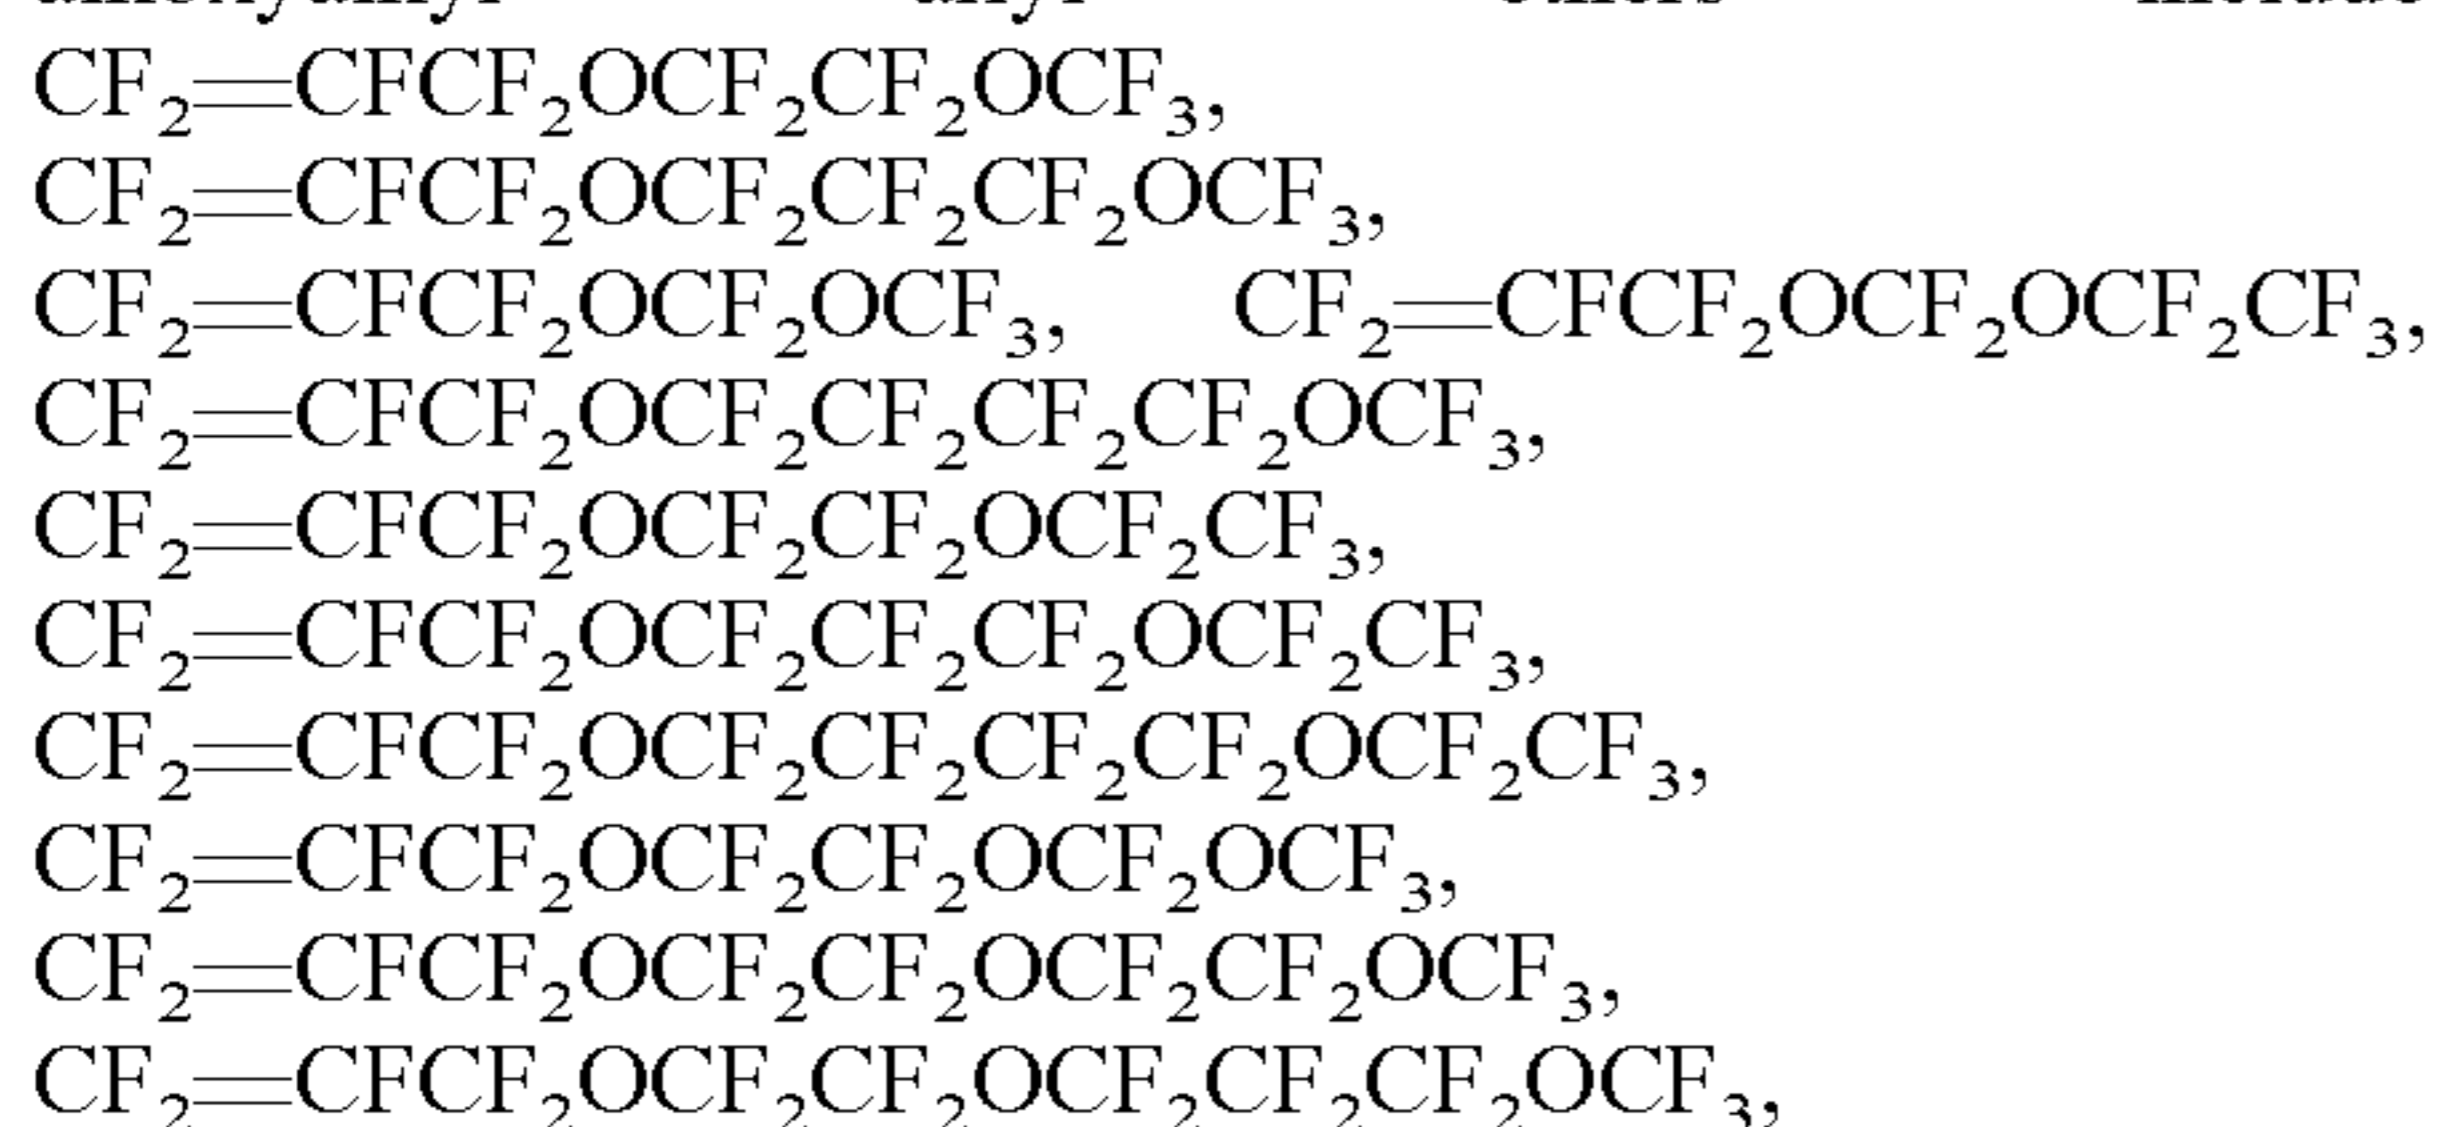 CF₂=CFCF₂OCF₂CF₂OCF₃,
CF₂=CFCF₂OCF₂CF₂CF₂OCF₃,
CF₂=CFCF₂OCF₂OCF₃, CF₂=CFCF₂OCF₂OCF₂CF₃,
CF₂=CFCF₂OCF₂CF₂CF₂CF₂OCF₃,
CF₂=CFCF₂OCF₂CF₂OCF₂CF₃,
CF₂=CFCF₂OCF₂CF₂CF₂OCF₂CF₃,
CF₂=CFCF₂OCF₂CF₂CF₂CF₂OCF₂CF₃,
CF₂=CFCF₂OCF₂CF₂OCF₂OCF₃,
CF₂=CFCF₂OCF₂CF₂OCF₂CF₂OCF₃,
CF₂=CFCF₂OCF₂CF₂OCF₂CF₂CF₂OCF₃,